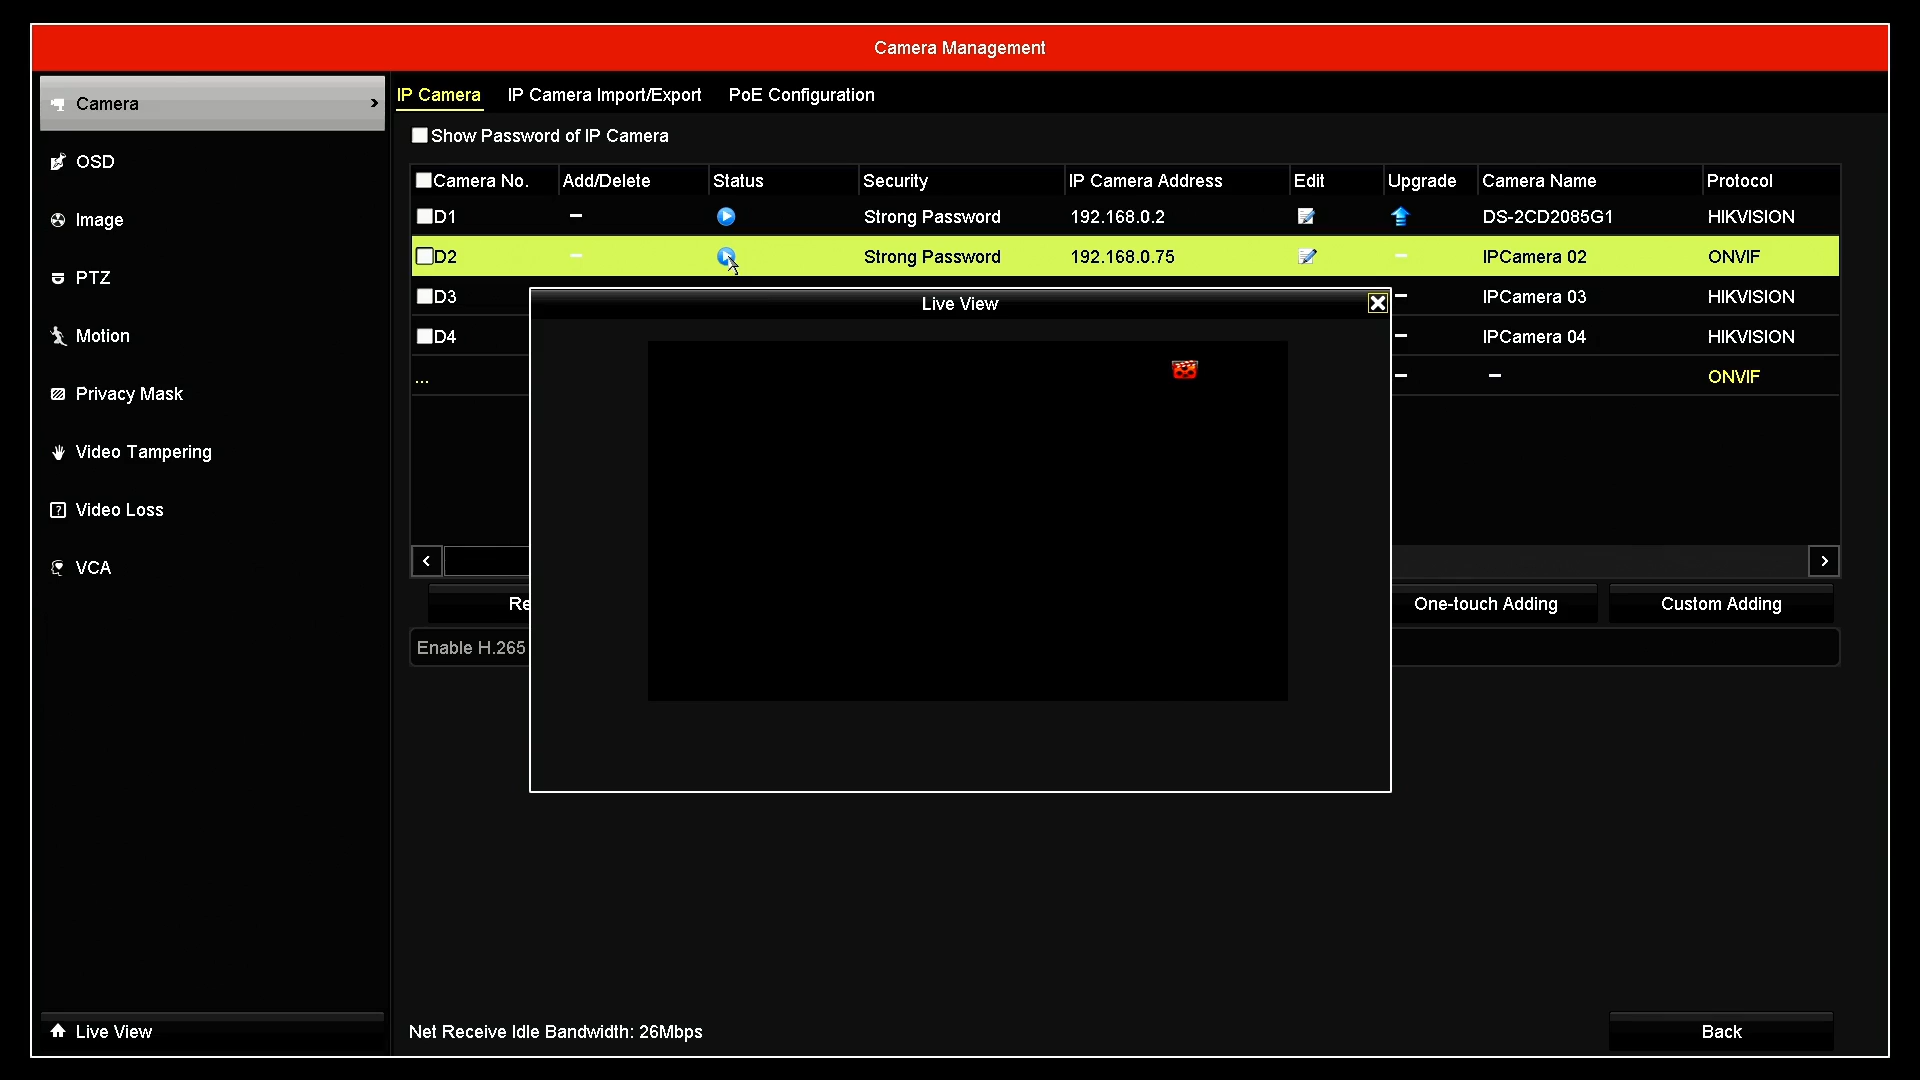 Camera Management
Camera
OSD
Image
PTZ
Motion
Privacy Mask
Video Tampering
Video Loss
VCA
Live View
IP Camera IP Camera Import/Export PoE Configuration
Show Password of IP Camera
Camera No. Add/Delete Status Security IP Camera Address Edit Upgrade Camera Name Protocol
D1 – Strong Password 192.168.0.2 DS-2CD2085G1 HIKVISION
D2 – Strong Password 192.168.0.75 – IPCamera 02 ONVIF
D3 – IPCamera 03 HIKVISION
D4 – IPCamera 04 HIKVISION
... – – ONVIF
Live View
One-touch Adding Custom Adding
Enable H.265
Net Receive Idle Bandwidth: 26Mbps
Back